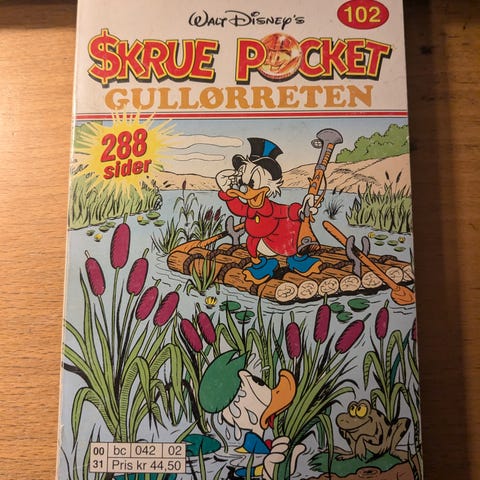 Walt Disney's
102
$KRUE POCKET
GULLØRRETEN
288
sider
00 bc 042 02
31 Pris kr 44,50